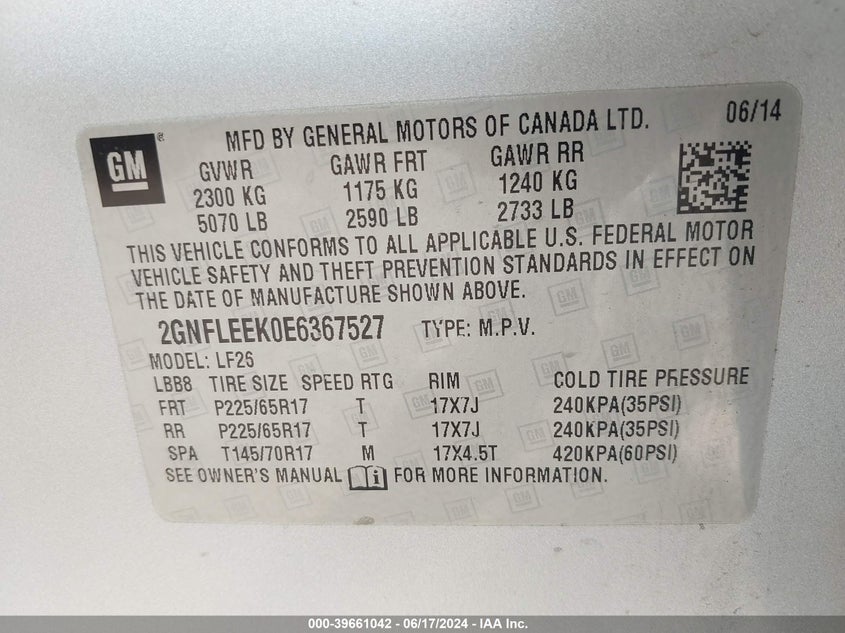 GM ® MFD BY GENERAL MOTORS OF CANADA LTD. 06/14
GVWR GAWR FRT GAWR RR
2300 KG 1175 KG 1240 KG
5070 LB 2590 LB 2733 LB
THIS VEHICLE CONFORMS TO ALL APPLICABLE U.S. FEDERAL MOTOR
VEHICLE SAFETY AND THEFT PREVENTION STANDARDS IN EFFECT ON
THE DATE OF MANUFACTURE SHOWN ABOVE.
2GNFLEEK0E6367527 TYPE: M.P.V.
MODEL: LF26
LBB8 TIRE SIZE SPEED RTG RIM COLD TIRE PRESSURE
FRT P225/65R17 T 17X7J 240KPA(35PSI)
RR P225/65R17 T 17X7J 240KPA(35PSI)
SPA T145/70R17 M 17X4.5T 420KPA(60PSI)
SEE OWNER'S MANUAL FOR MORE INFORMATION.
000-39661042 - 06/17/2024 - IAA Inc.